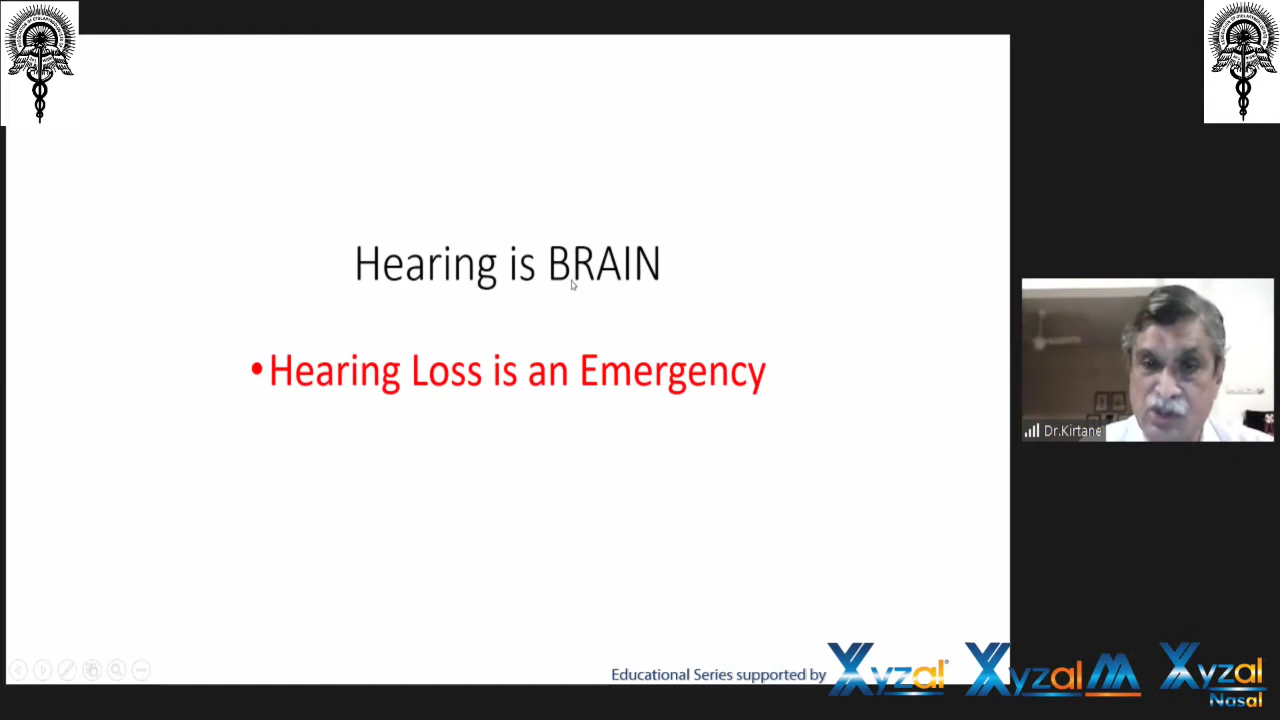 Hearing is BRAIN
•Hearing Loss is an Emergency
Dr.Kirtane
Educational Series supported by
Xyzal®
Xyzal M
Xyzal
Nasal